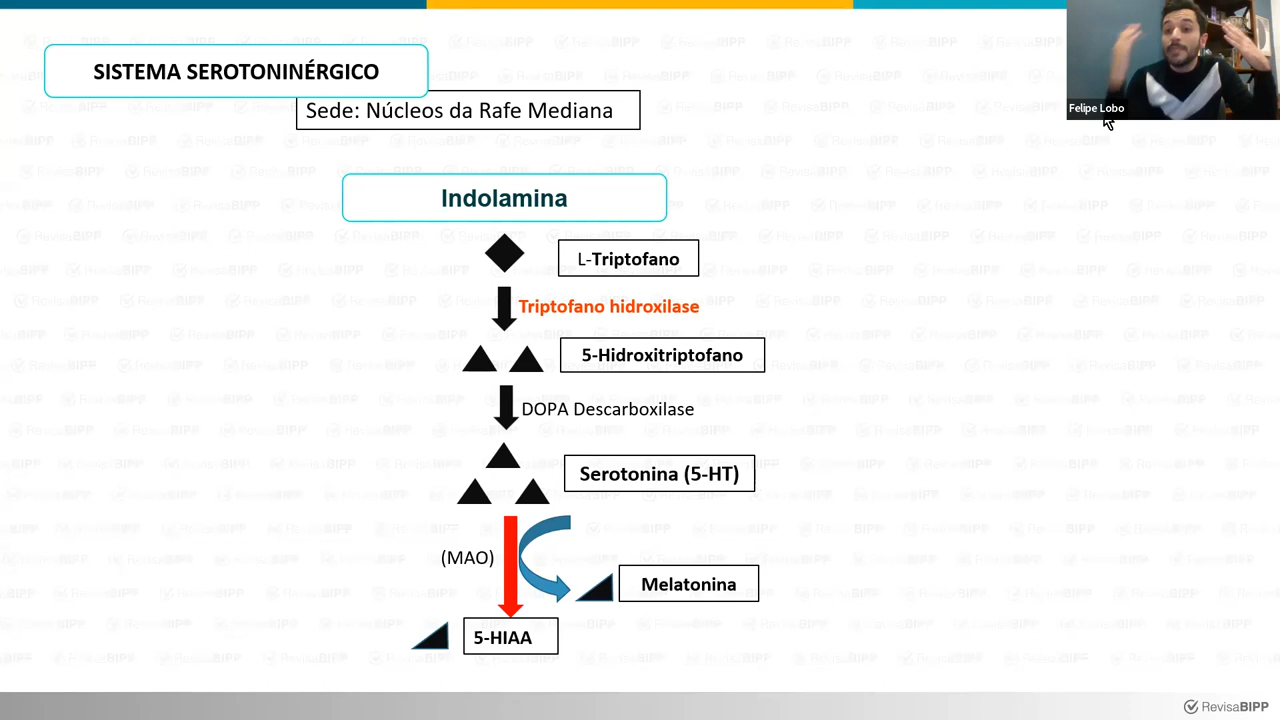 SISTEMA SEROTONINÉRGICO
Sede: Núcleos da Rafe Mediana
Felipe Lobo
Indolamina
L-Triptofano
Triptofano hidroxilase
5-Hidroxitriptofano
DOPA Descarboxilase
Serotonina (5-HT)
(MAO)
Melatonina
5-HIAA
RevisaBIPP